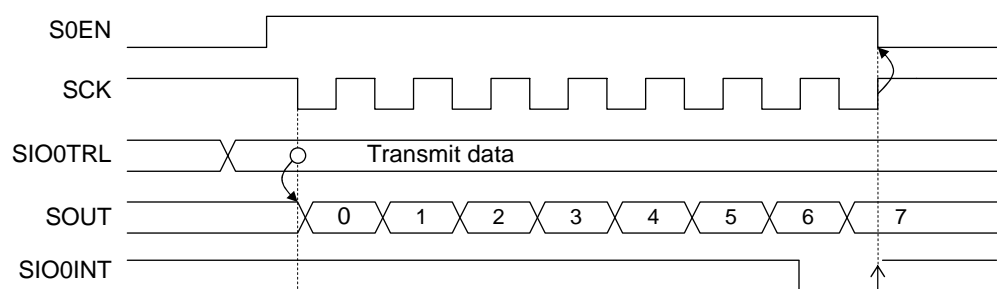 S0EN
SCK
SIO0TRL Transmit data
SOUT 0 1 2 3 4 5 6 7
SIO0INT